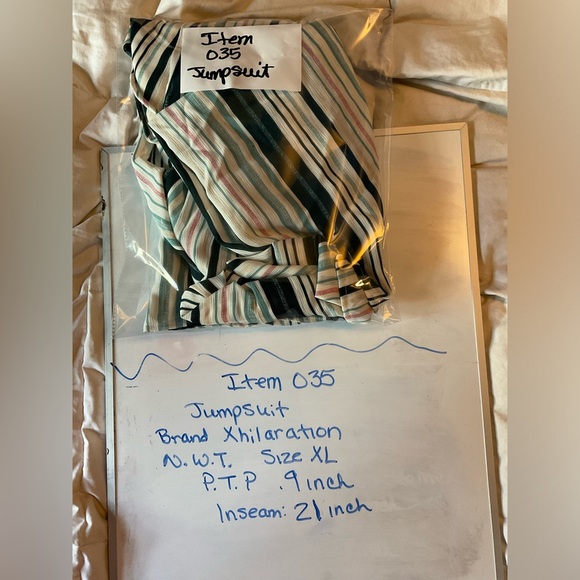 Item
035
Jumpsuit
Item 035
Jumpsuit
Brand Xhilaration
N.W.T. Size XL
P.T.P .9 inch
Inseam: 21 inch